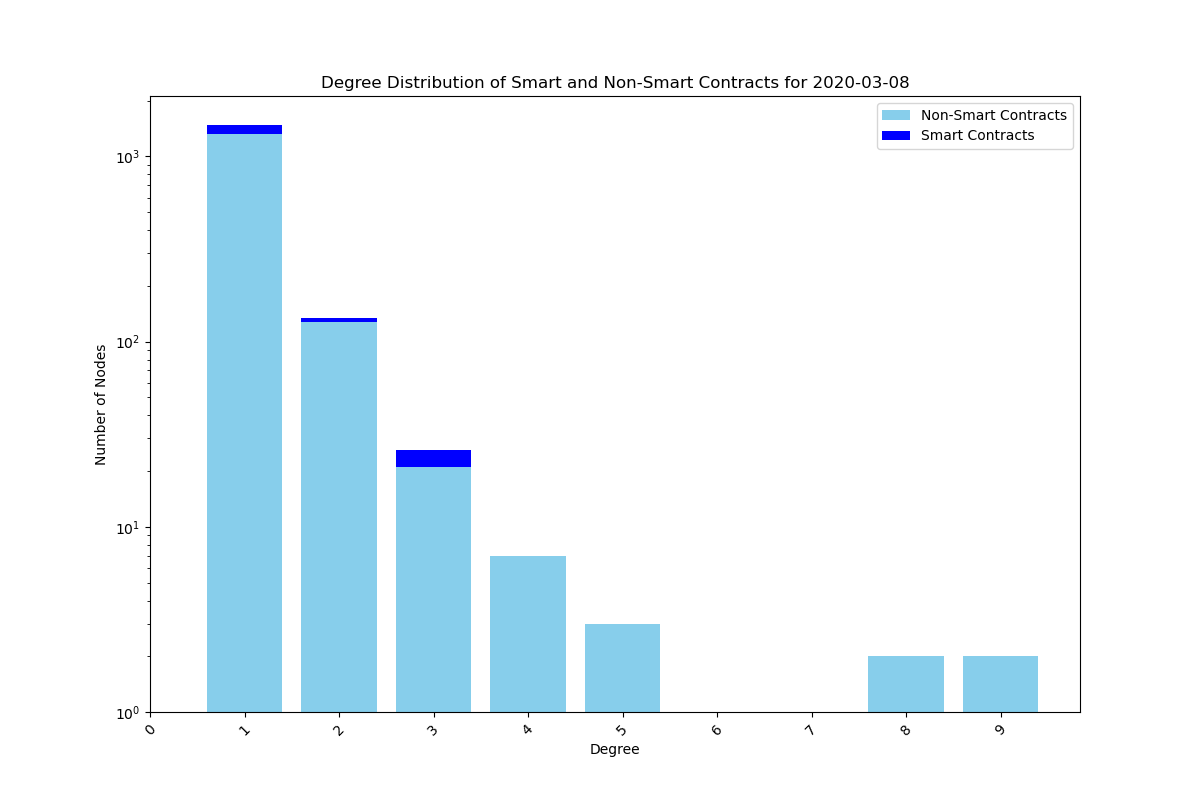 Degree Distribution of Smart and Non-Smart Contracts for 2020-03-08
Non-Smart Contracts
Smart Contracts
Number of Nodes
10³
10²
10¹
10⁰
0 1 2 3 4 5 6 7 8 9
Degree